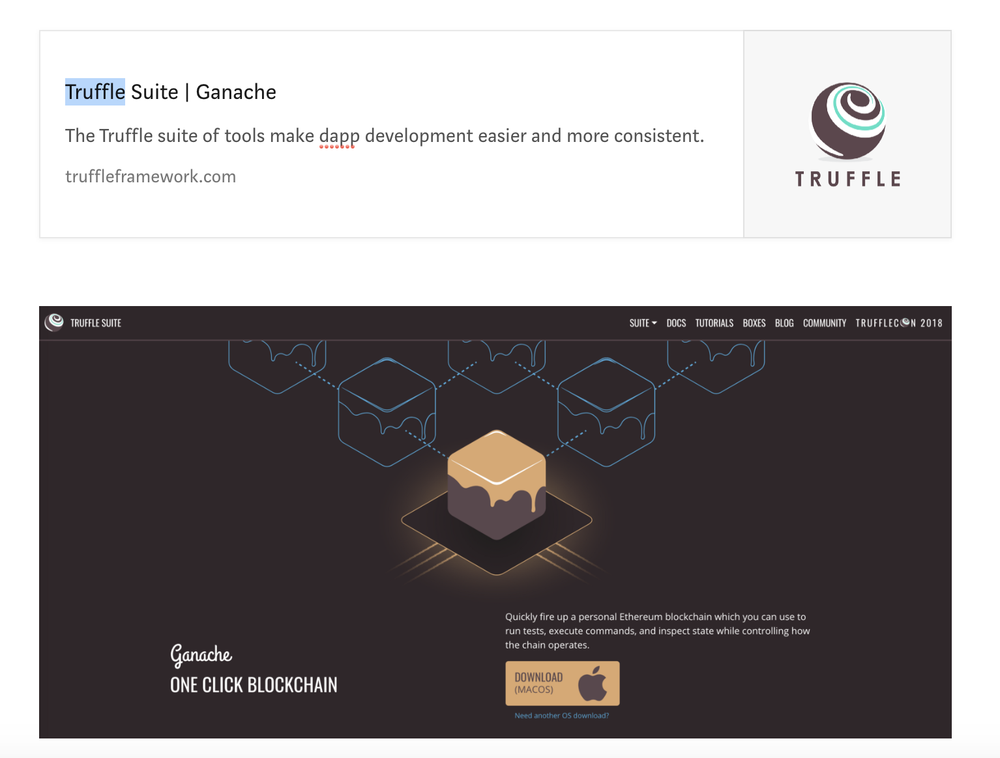 Truffle Suite | Ganache
The Truffle suite of tools make dapp development easier and more consistent.
truffleframework.com
TRUFFLE
TRUFFLE SUITE
SUITE DOCS TUTORIALS BOXES BLOG COMMUNITY TRUFFLECON 2018
Quickly fire up a personal Ethereum blockchain which you can use to
run tests, execute commands, and inspect state while controlling how
the chain operates.
Ganache
ONE CLICK BLOCKCHAIN
DOWNLOAD
(MACOS)
Need another OS download?